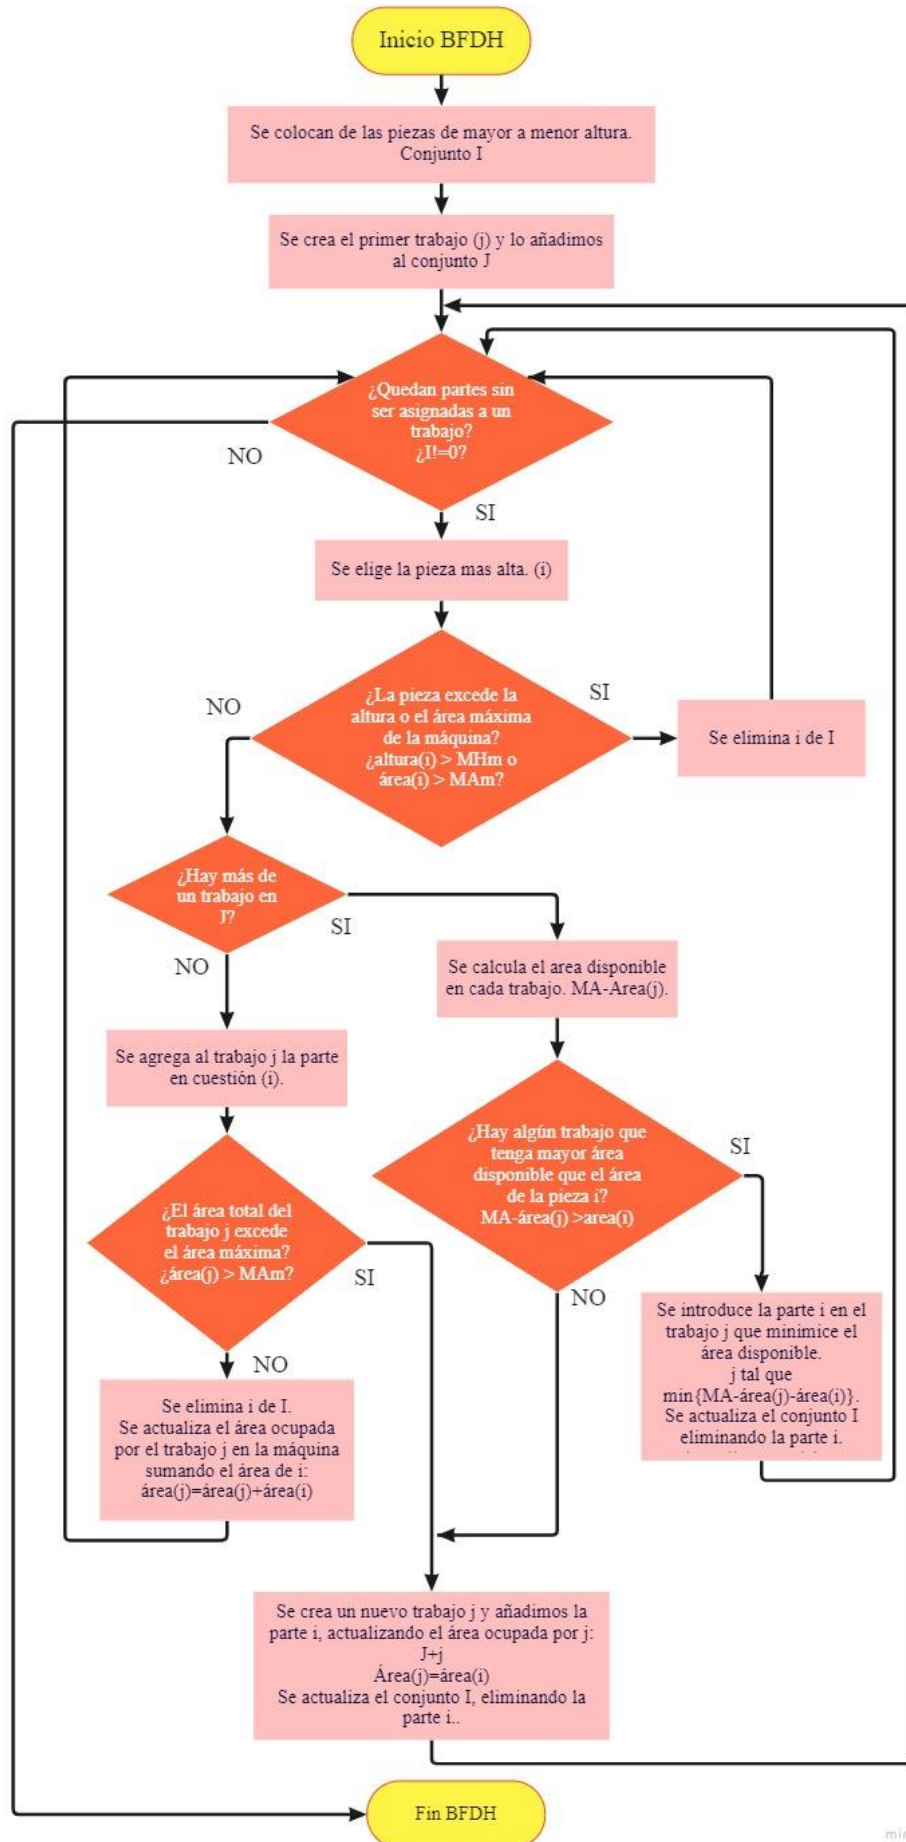 Inicio BFDH
Se colocan de las piezas de mayor a menor altura.
Conjunto I
Se crea el primer trabajo (j) y lo añadimos
al conjunto J
¿Quedan partes sin
ser asignadas a un
trabajo?
¿I!=0?
NO
SI
Se elige la pieza mas alta. (i)
¿La pieza excede la
altura o el área máxima
de la máquina?
¿altura(i) > MHm o
área(i) > MAm?
NO
SI
Se elimina i de I
¿Hay más de
un trabajo en
J?
SI
NO
Se calcula el area disponible
en cada trabajo. MA-Area(j).
Se agrega al trabajo j la parte
en cuestión (i).
¿Hay algún trabajo que
tenga mayor área
disponible que el área
de la pieza i?
MA-área(j) >area(i)
SI
NO
¿El área total del
trabajo j excede
el área máxima?
¿área(j) > MAm?
SI
NO
Se introduce la parte i en el
trabajo j que minimice el
área disponible.
j tal que
min{MA-área(j)-área(i)}.
Se actualiza el conjunto I
eliminando la parte i.
Se elimina i de I.
Se actualiza el área ocupada
por el trabajo j en la máquina
sumando el área de i:
área(j)=área(j)+área(i)
Se crea un nuevo trabajo j y añadimos la
parte i, actualizando el área ocupada por j:
J+j
Área(j)=área(i)
Se actualiza el conjunto I, eliminando la
parte i..
Fin BFDH